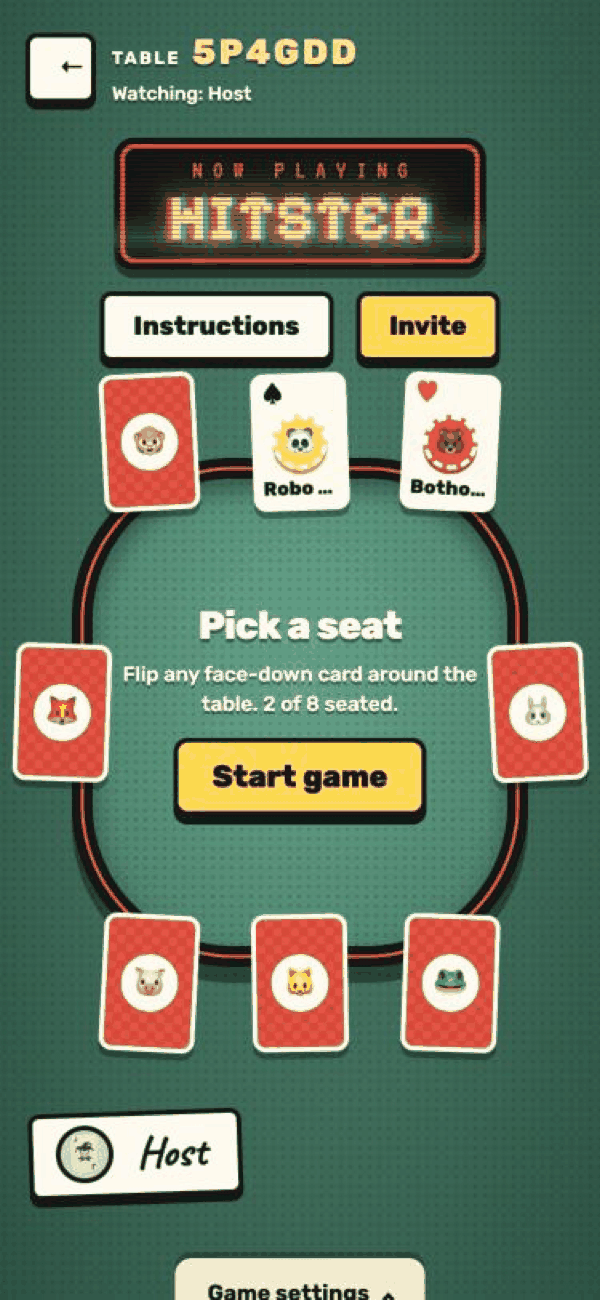 ←
TABLE 5P4GDD
Watching: Host
NOW PLAYING
HITSTER
Instructions
Invite
Robo ...
Botho...
Pick a seat
Flip any face-down card around the
table. 2 of 8 seated.
Start game
Host
Game settings